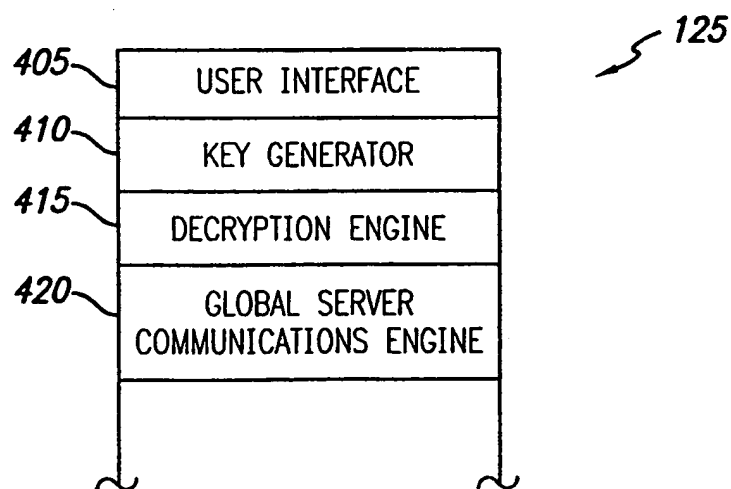 125
405 USER INTERFACE
410 KEY GENERATOR
415 DECRYPTION ENGINE
420 GLOBAL SERVER
COMMUNICATIONS ENGINE